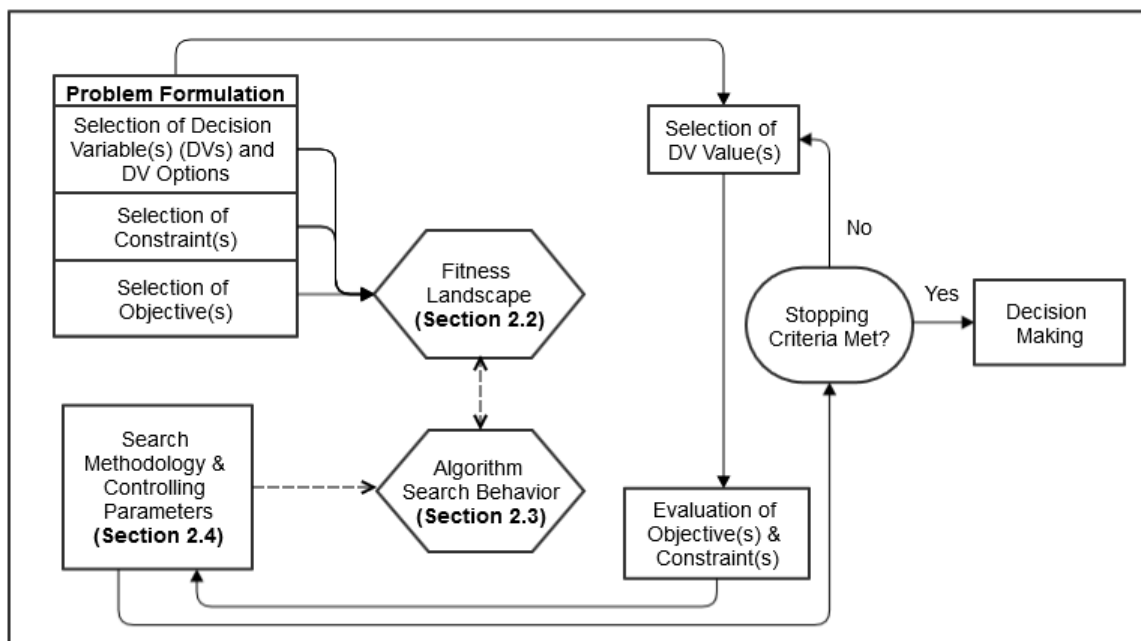 Problem Formulation
Selection of Decision
Variable(s) (DVs) and
DV Options
Selection of
Constraint(s)
Selection of
Objective(s)
Fitness
Landscape
(Section 2.2)
Search
Methodology &
Controlling
Parameters
(Section 2.4)
Algorithm
Search Behavior
(Section 2.3)
Selection of
DV Value(s)
No
Stopping
Criteria Met?
Yes
Decision
Making
Evaluation of
Objective(s) &
Constraint(s)